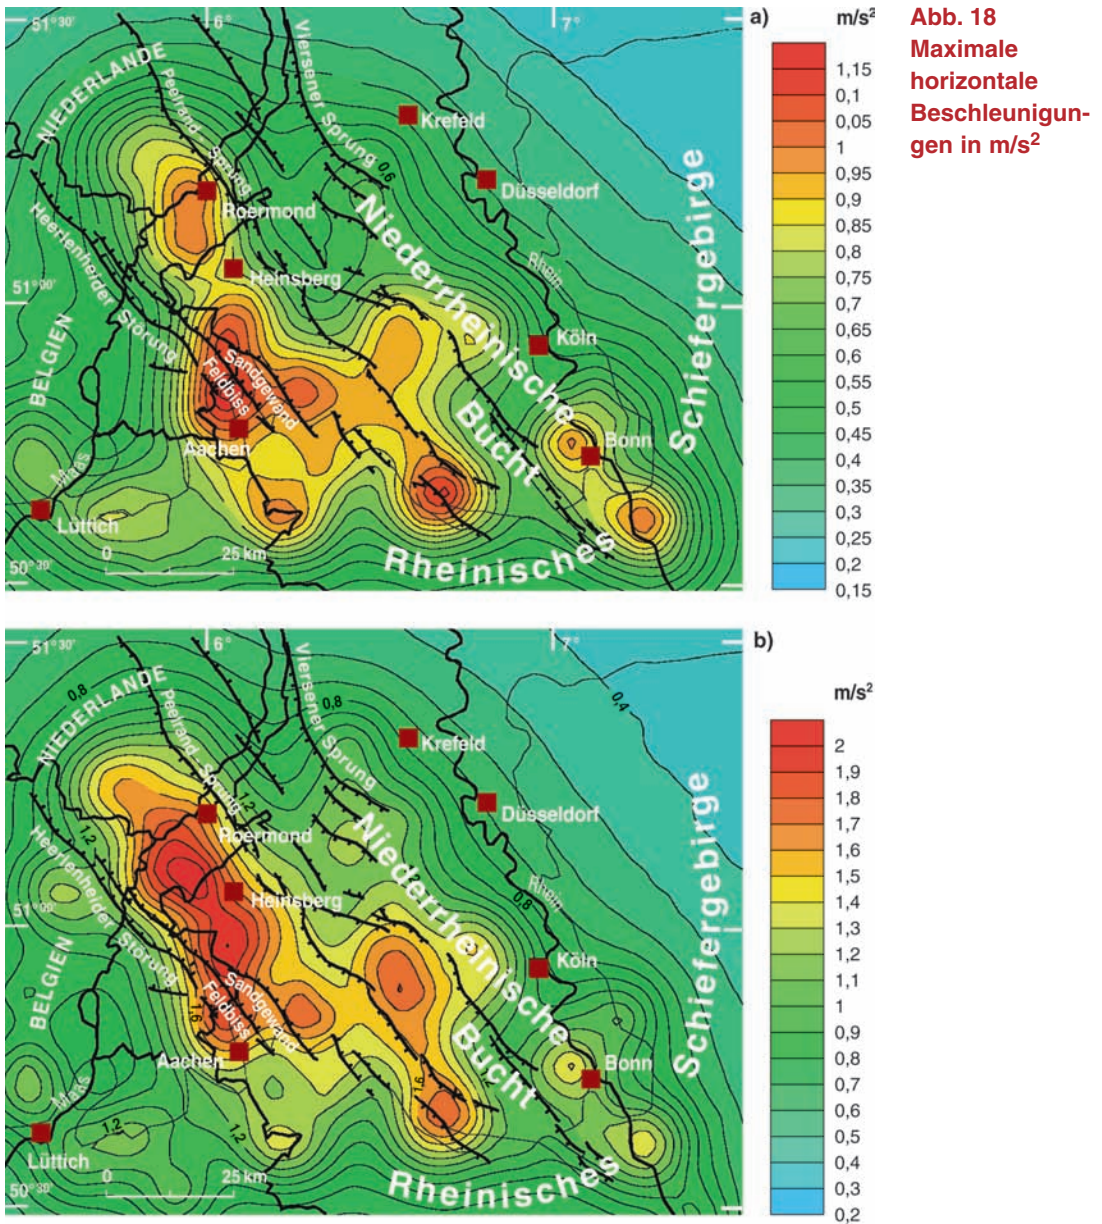 Abb. 18
Maximale
horizontale
Beschleunigun-
gen in m/s²
a)
m/s²
1,15
0,1
0,05
1
0,95
0,9
0,85
0,8
0,75
0,7
0,65
0,6
0,55
0,5
0,45
0,4
0,35
0,3
0,25
0,2
0,15
51°30'
6°
7°
NIEDERLANDE
Peelrand-Sprung
Viersener Sprung
Krefeld
0,6
Düsseldorf
Roermond
Heerlenheider Störung
Heinsberg
Niederrheinische
Bucht
Rhein
Schiefergebirge
51°00'
BELGIEN
Köln
Sandgewand
Feldbiss
Aachen
Bonn
Maas
Lüttich
0
25 km
Rheinisches
50°30'
b)
m/s²
2
1,9
1,8
1,7
1,6
1,5
1,4
1,3
1,2
1,1
1
0,9
0,8
0,7
0,6
0,5
0,4
0,3
0,2
51°30'
6°
7°
NIEDERLANDE
0,8
Peelrand-Sprung
Viersener Sprung
0,8
0,4
Krefeld
1,2
Düsseldorf
Roermond
1,2
Heerlenheider Störung
Heinsberg
Niederrheinische
Bucht
Rhein
0,8
Schiefergebirge
51°00'
BELGIEN
Köln
Sandgewand
Feldbiss
1,6
Aachen
Bonn
1,6
1,2
Maas
1,2
1,2
Lüttich
0
25 km
Rheinisches
50°30'